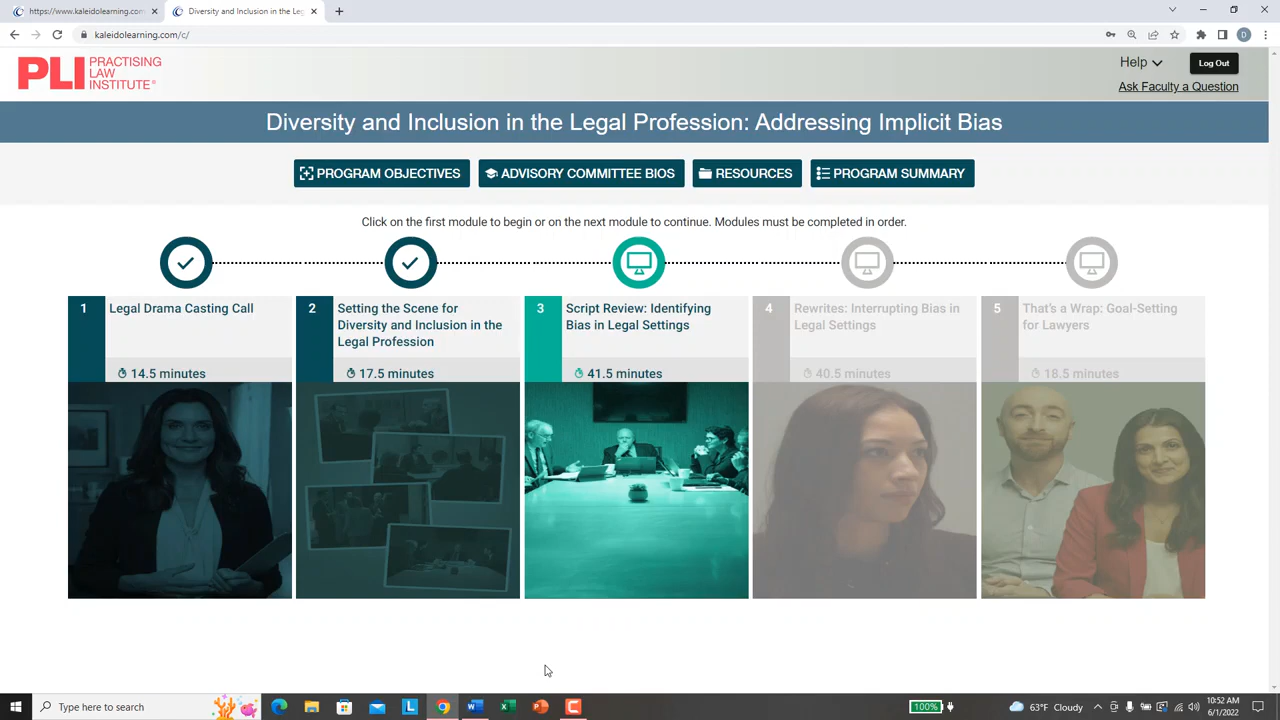 https://www.kaleidolearning.com
Diversity and Inclusion in the Leg
kaleidolearning.com/c/
D
PLI PRACTISING
LAW
INSTITUTE®
Help
Log Out
Ask Faculty a Question
Diversity and Inclusion in the Legal Profession: Addressing Implicit Bias
PROGRAM OBJECTIVES
ADVISORY COMMITTEE BIOS
RESOURCES
PROGRAM SUMMARY
Click on the first module to begin or on the next module to continue. Modules must be completed in order.
1
Legal Drama Casting Call
14.5 minutes
2
Setting the Scene for
Diversity and Inclusion in the
Legal Profession
17.5 minutes
3
Script Review: Identifying
Bias in Legal Settings
41.5 minutes
4
Rewrites: Interrupting Bias in
Legal Settings
40.5 minutes
5
That's a Wrap: Goal-Setting
for Lawyers
18.5 minutes
Type here to search
L
100%
63°F Cloudy
10:52 AM
6/1/2022